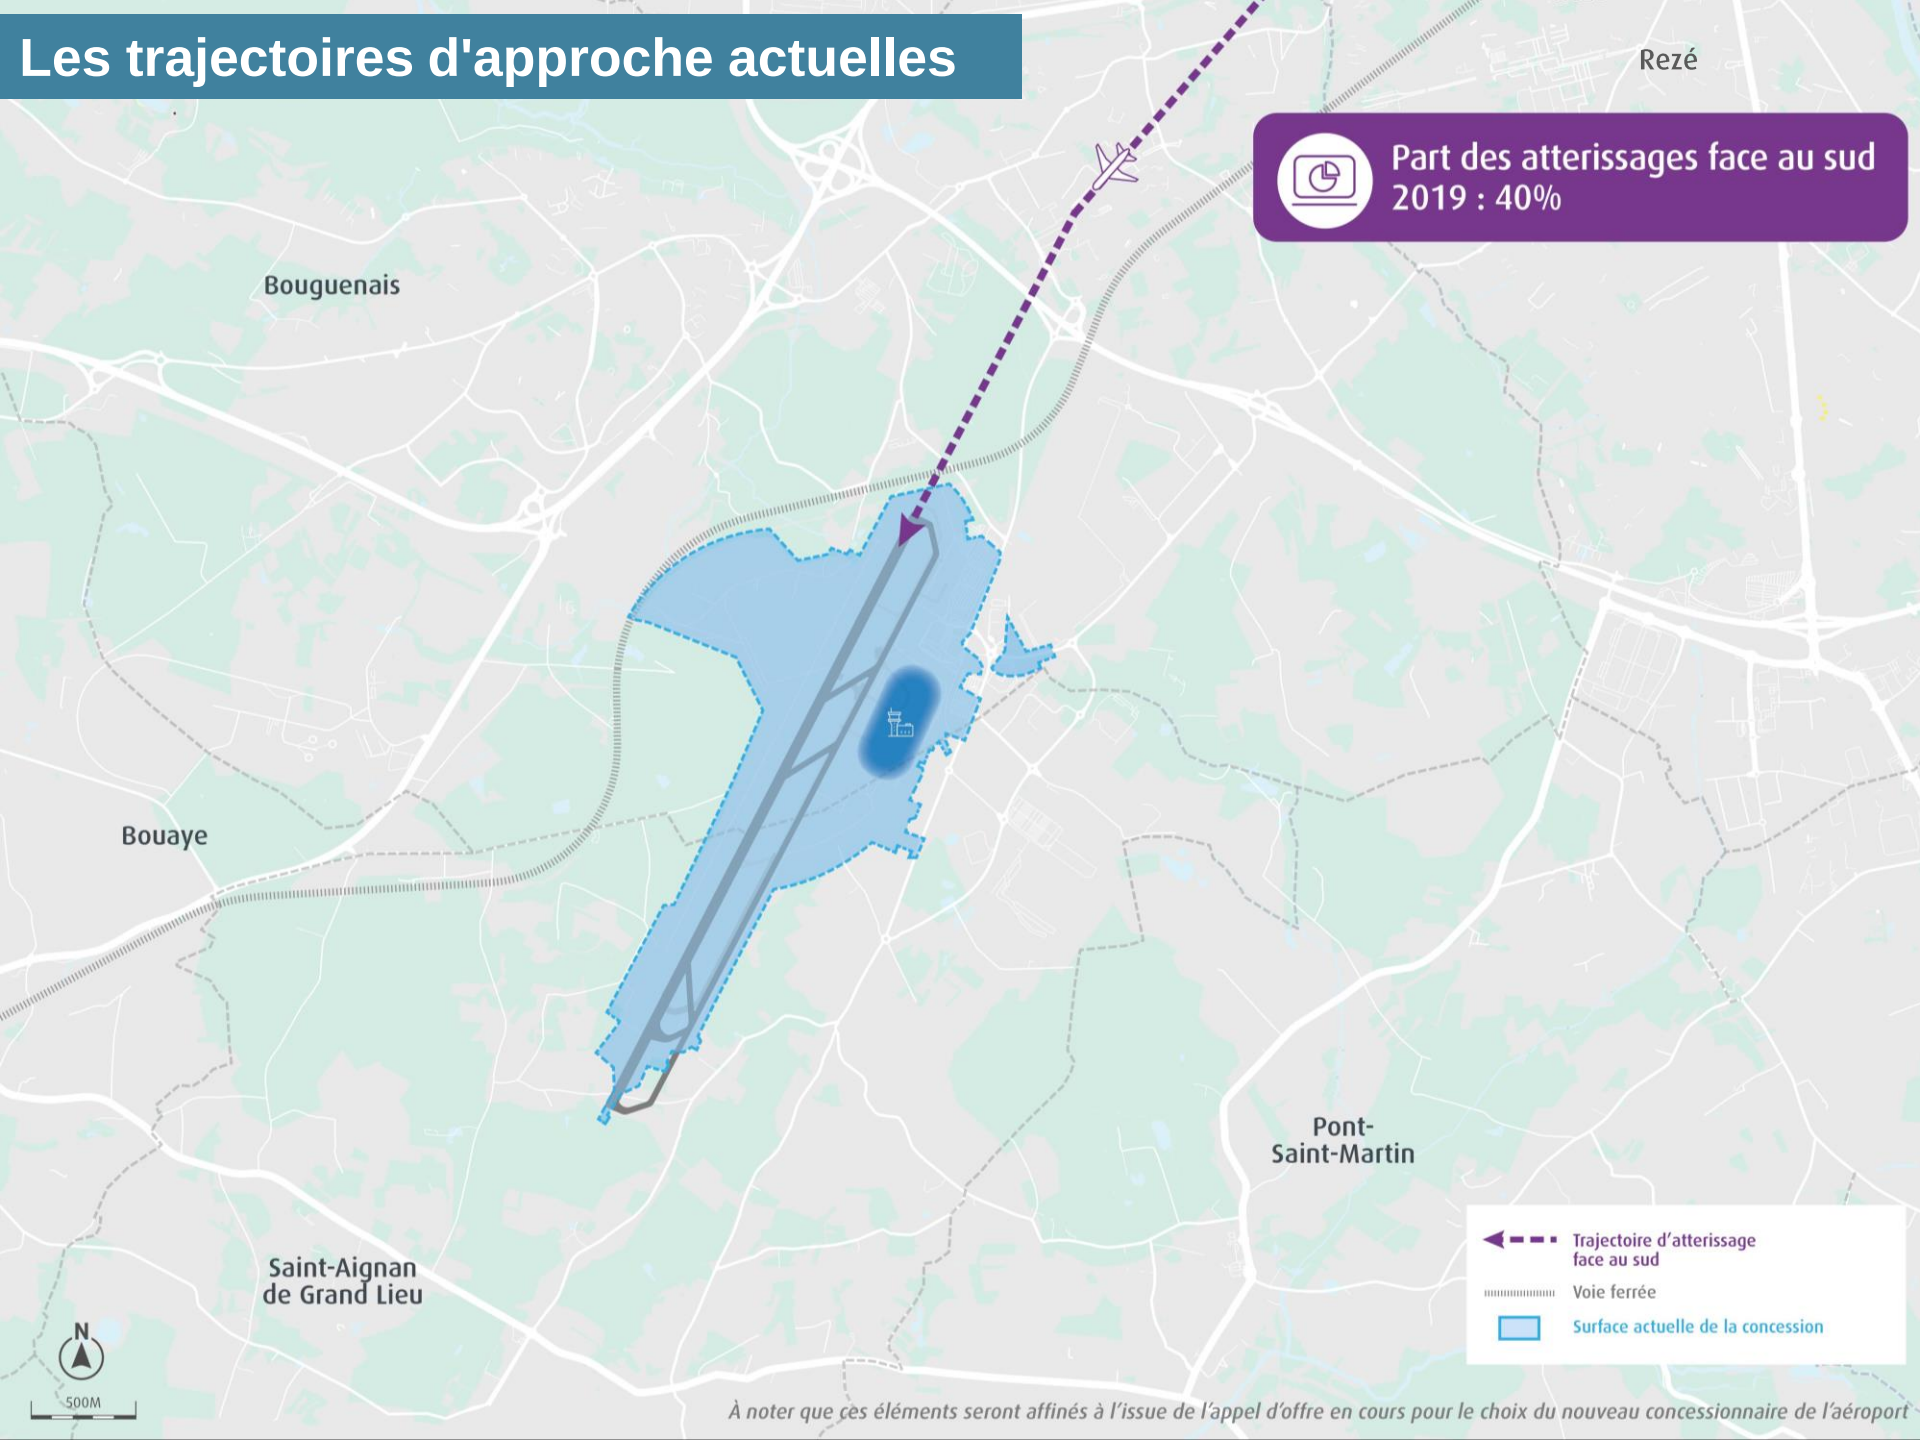 Les trajectoires d'approche actuelles
Rezé
Part des atterissages face au sud
2019 : 40%
Bouguenais
Bouaye
Pont-
Saint-Martin
Saint-Aignan
de Grand Lieu
Trajectoire d’atterissage
face au sud
Voie ferrée
Surface actuelle de la concession
N
500M
À noter que ces éléments seront affinés à l’issue de l’appel d’offre en cours pour le choix du nouveau concessionnaire de l’aéroport